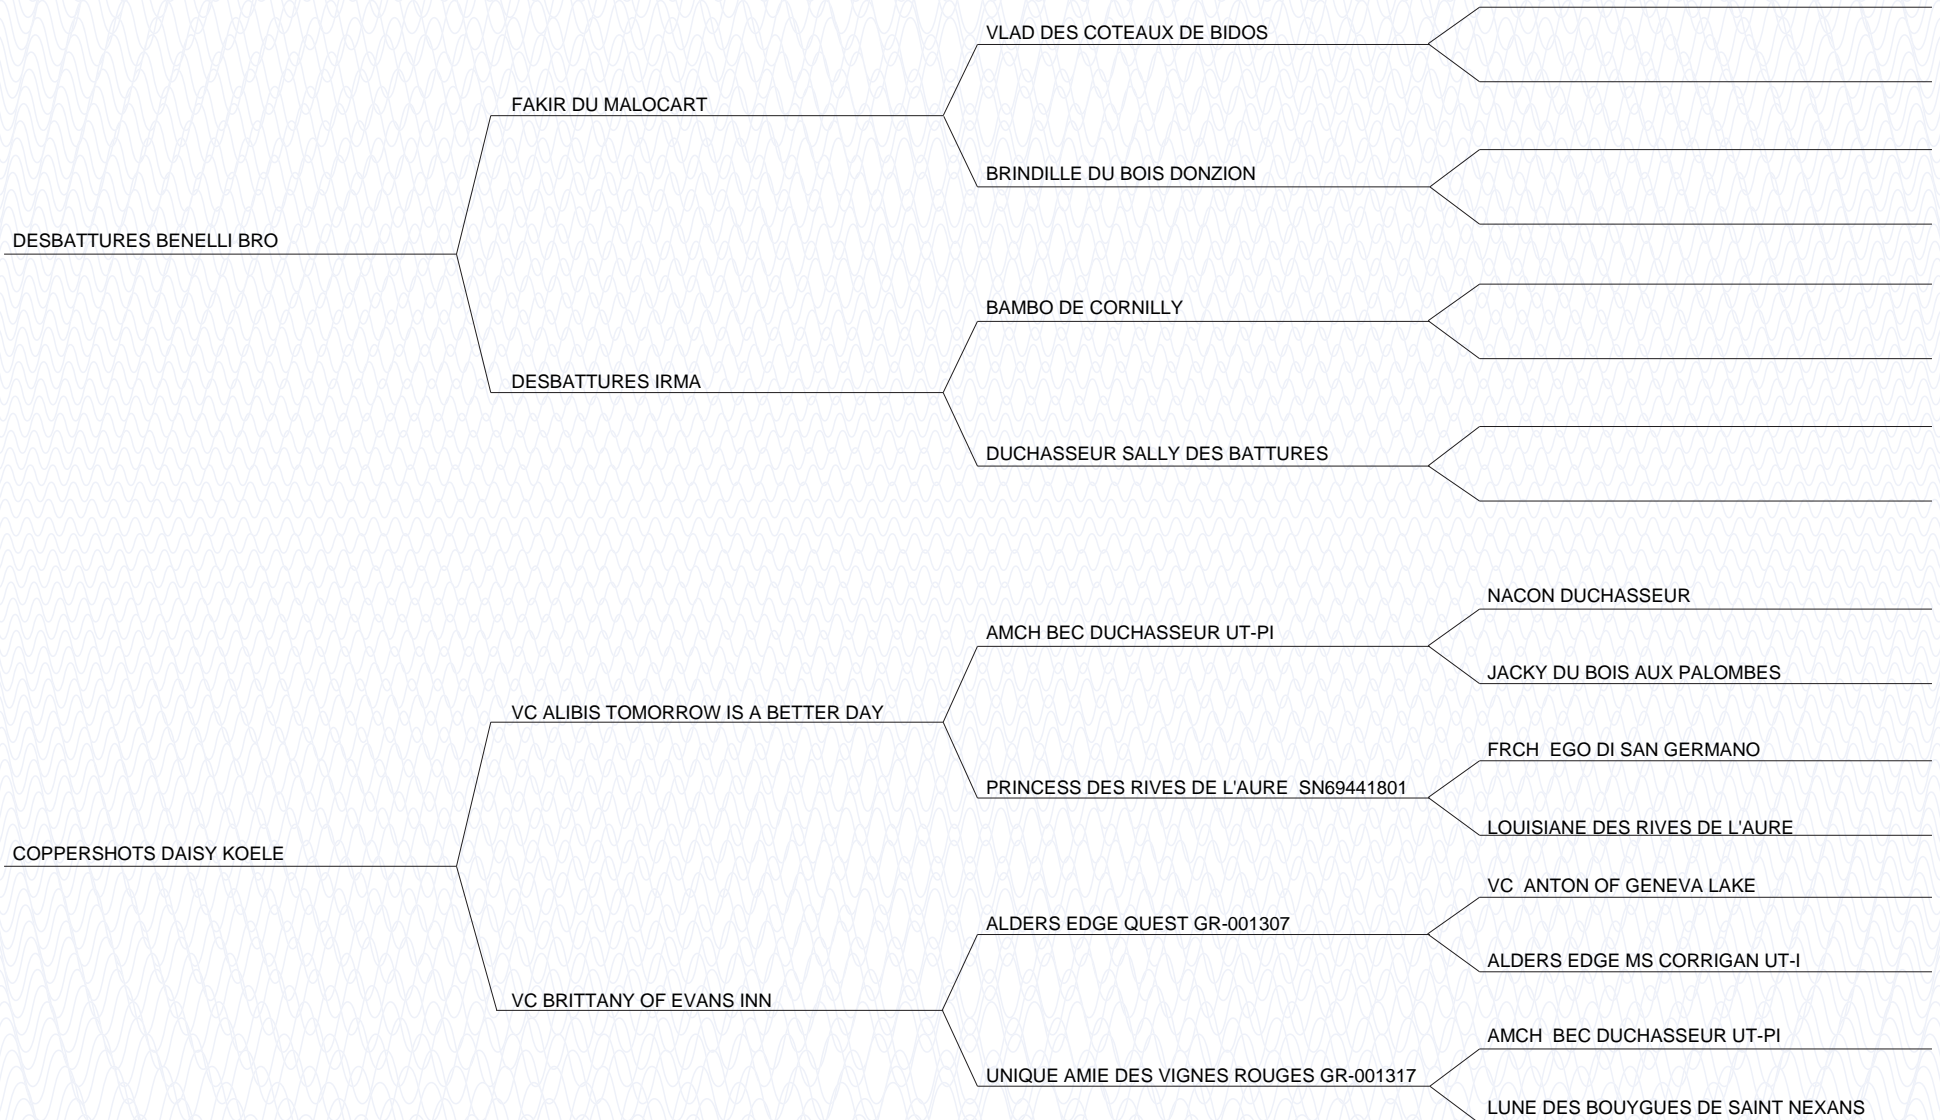 VLAD DES COTEAUX DE BIDOS
FAKIR DU MALOCART
BRINDILLE DU BOIS DONZION
DESBATTURES BENELLI BRO
BAMBO DE CORNILLY
DESBATTURES IRMA
DUCHASSEUR SALLY DES BATTURES
NACON DUCHASSEUR
AMCH BEC DUCHASSEUR UT-PI
JACKY DU BOIS AUX PALOMBES
VC ALIBIS TOMORROW IS A BETTER DAY
FRCH  EGO DI SAN GERMANO
PRINCESS DES RIVES DE L'AURE  SN69441801
LOUISIANE DES RIVES DE L'AURE
COPPERSHOTS DAISY KOELE
VC  ANTON OF GENEVA LAKE
ALDERS EDGE QUEST GR-001307
ALDERS EDGE MS CORRIGAN UT-I
VC BRITTANY OF EVANS INN
AMCH  BEC DUCHASSEUR UT-PI
UNIQUE AMIE DES VIGNES ROUGES GR-001317
LUNE DES BOUYGUES DE SAINT NEXANS